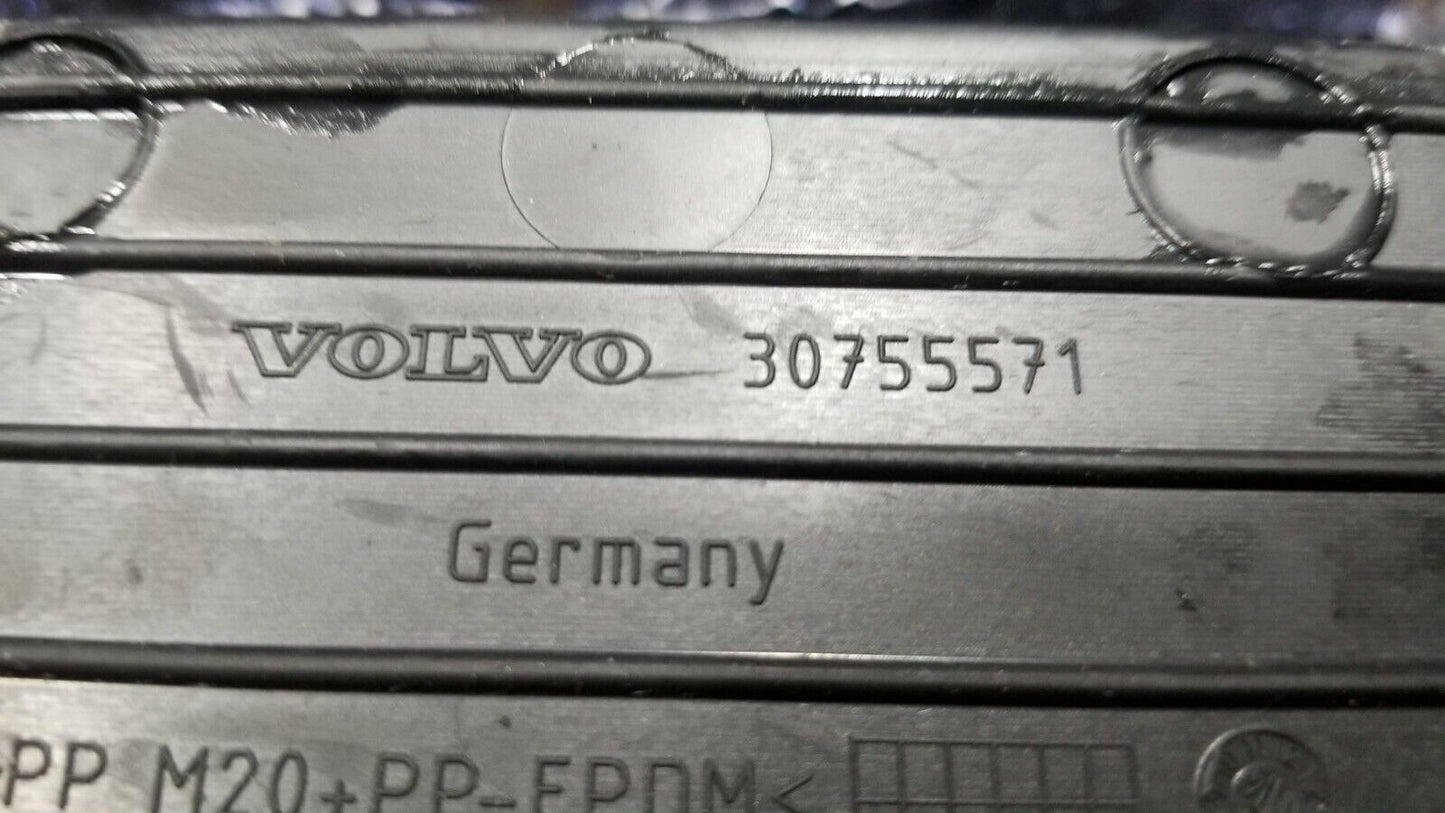 VOLVO 30755571
Germany
>PP M20+PP-EPDM<